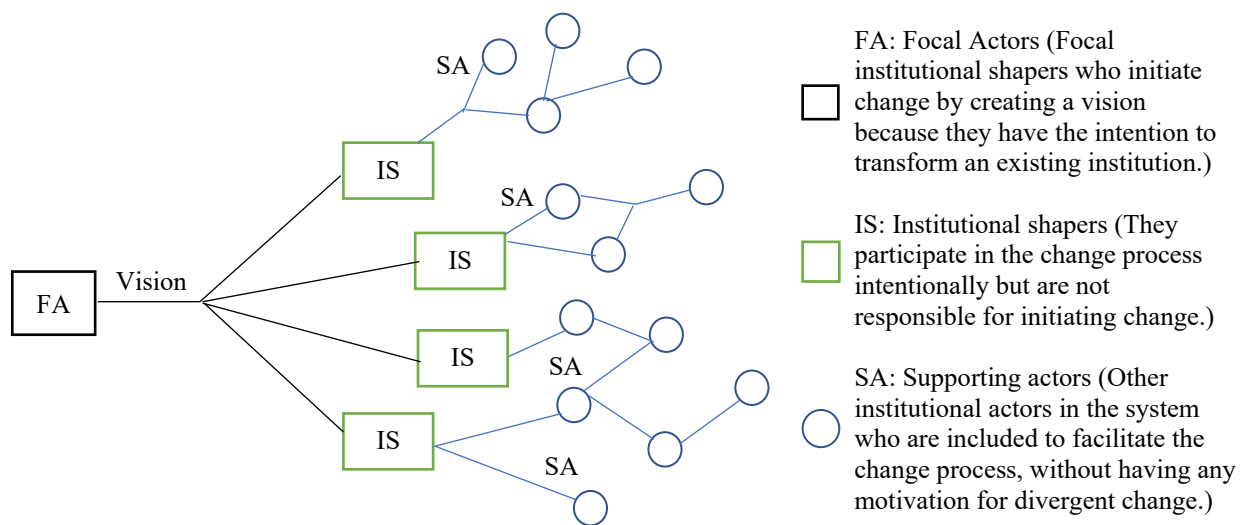 SA
IS
SA
IS
Vision
FA
IS
SA
IS
SA
FA: Focal Actors (Focal
institutional shapers who initiate
change by creating a vision
because they have the intention to
transform an existing institution.)
IS: Institutional shapers (They
participate in the change process
intentionally but are not
responsible for initiating change.)
SA: Supporting actors (Other
institutional actors in the system
who are included to facilitate the
change process, without having any
motivation for divergent change.)